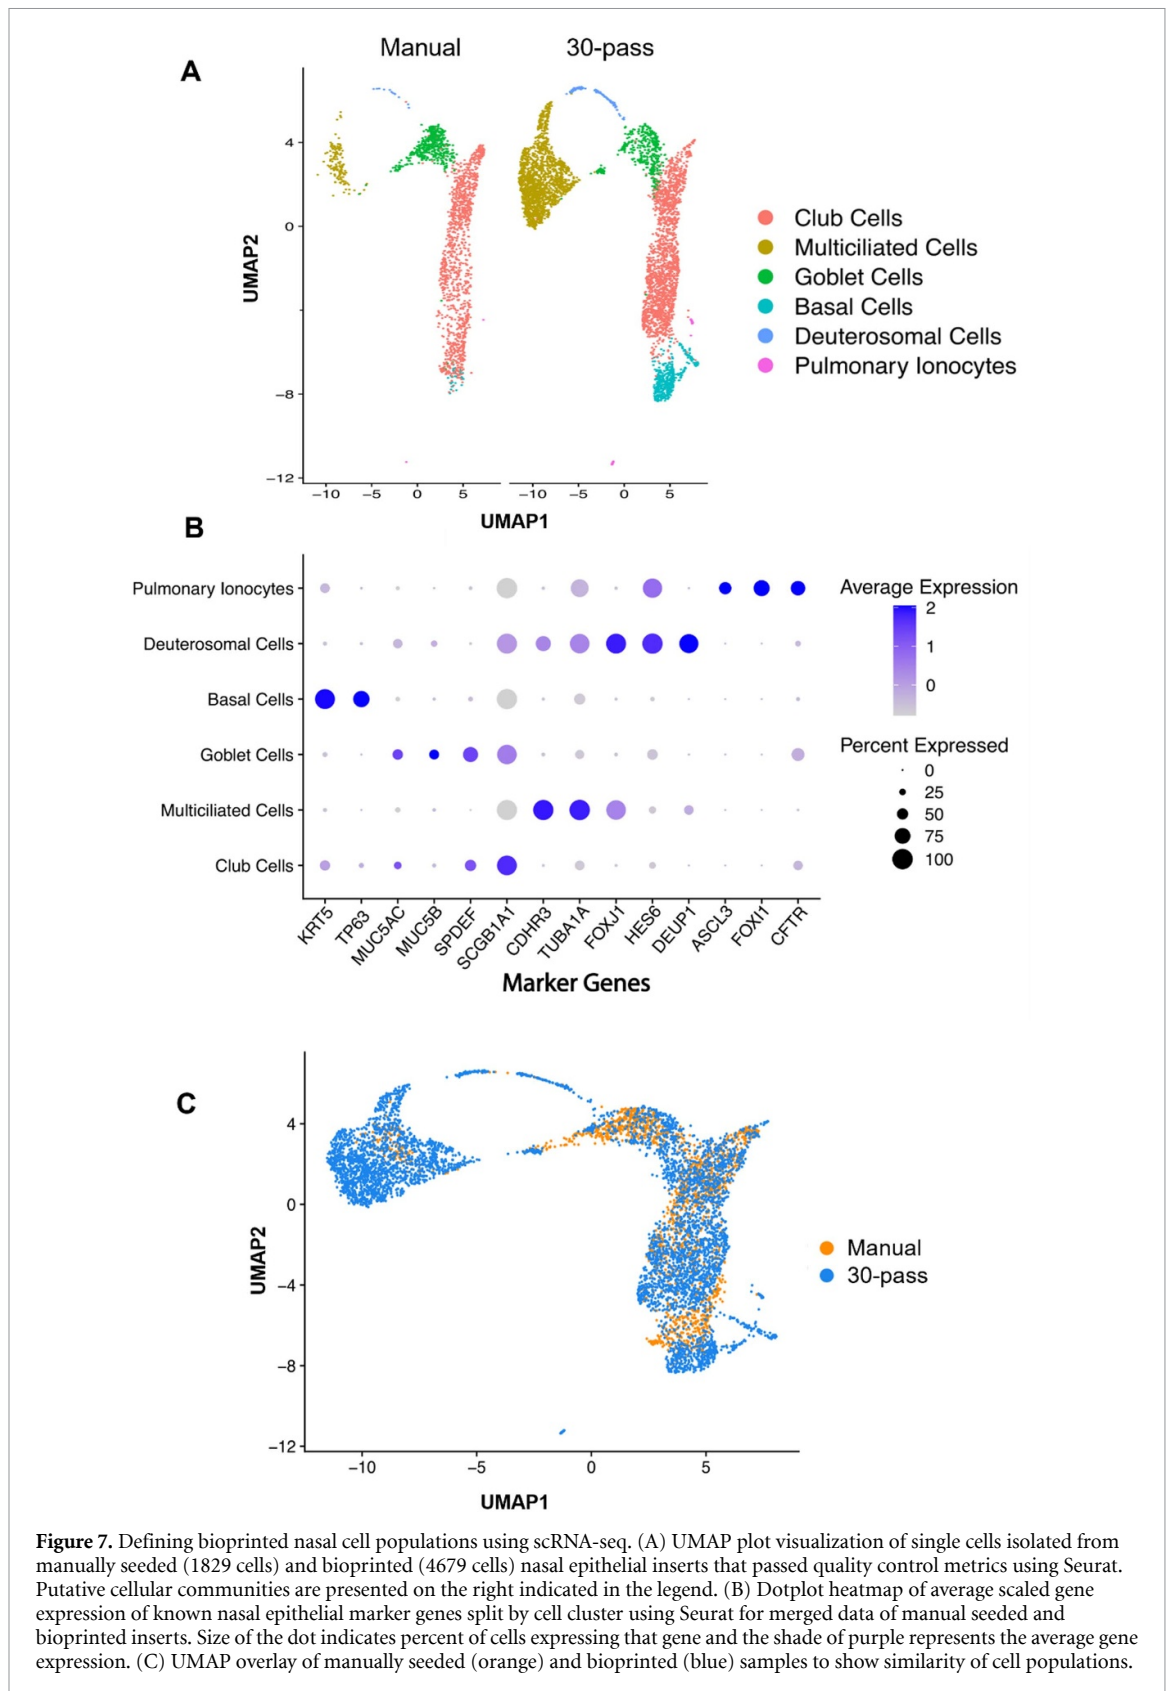 Manual
30-pass
A
4
0
−8
−12
UMAP2
−10
−5
0
5
−10
−5
0
5
UMAP1
Club Cells
Multiciliated Cells
Goblet Cells
Basal Cells
Deuterosomal Cells
Pulmonary Ionocytes
B
Pulmonary Ionocytes
Deuterosomal Cells
Basal Cells
Goblet Cells
Multiciliated Cells
Club Cells
KRT5
TP63
MUC5AC
MUC5B
SPDEF
SCGB1A1
CDHR3
TUBA1A
FOXJ1
HES6
DEUP1
ASCL3
FOXI1
CFTR
Marker Genes
Average Expression
2
1
0
Percent Expressed
0
25
50
75
100
C
4
0
−4
−8
−12
UMAP2
−10
−5
0
5
UMAP1
Manual
30-pass
Figure 7. Defining bioprinted nasal cell populations using scRNA-seq. (A) UMAP plot visualization of single cells isolated from
manually seeded (1829 cells) and bioprinted (4679 cells) nasal epithelial inserts that passed quality control metrics using Seurat.
Putative cellular communities are presented on the right indicated in the legend. (B) Dotplot heatmap of average scaled gene
expression of known nasal epithelial marker genes split by cell cluster using Seurat for merged data of manual seeded and
bioprinted inserts. Size of the dot indicates percent of cells expressing that gene and the shade of purple represents the average gene
expression. (C) UMAP overlay of manually seeded (orange) and bioprinted (blue) samples to show similarity of cell populations.